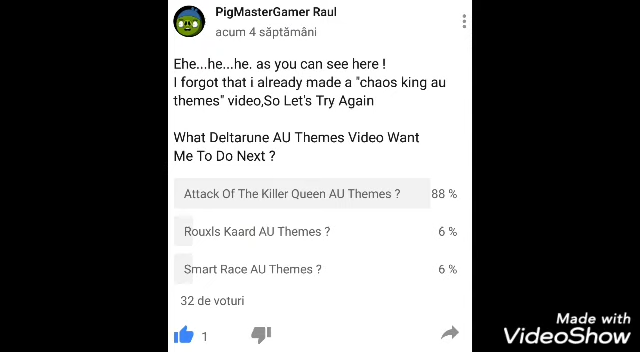 PigMasterGamer Raul
acum 4 săptămâni
Ehe...he...he. as you can see here !
I forgot that i already made a "chaos king au
themes" video,So Let's Try Again
What Deltarune AU Themes Video Want
Me To Do Next ?
Attack Of The Killer Queen AU Themes ? 88 %
Rouxls Kaard AU Themes ? 6 %
Smart Race AU Themes ? 6 %
32 de voturi
1
Made with
VideoShow